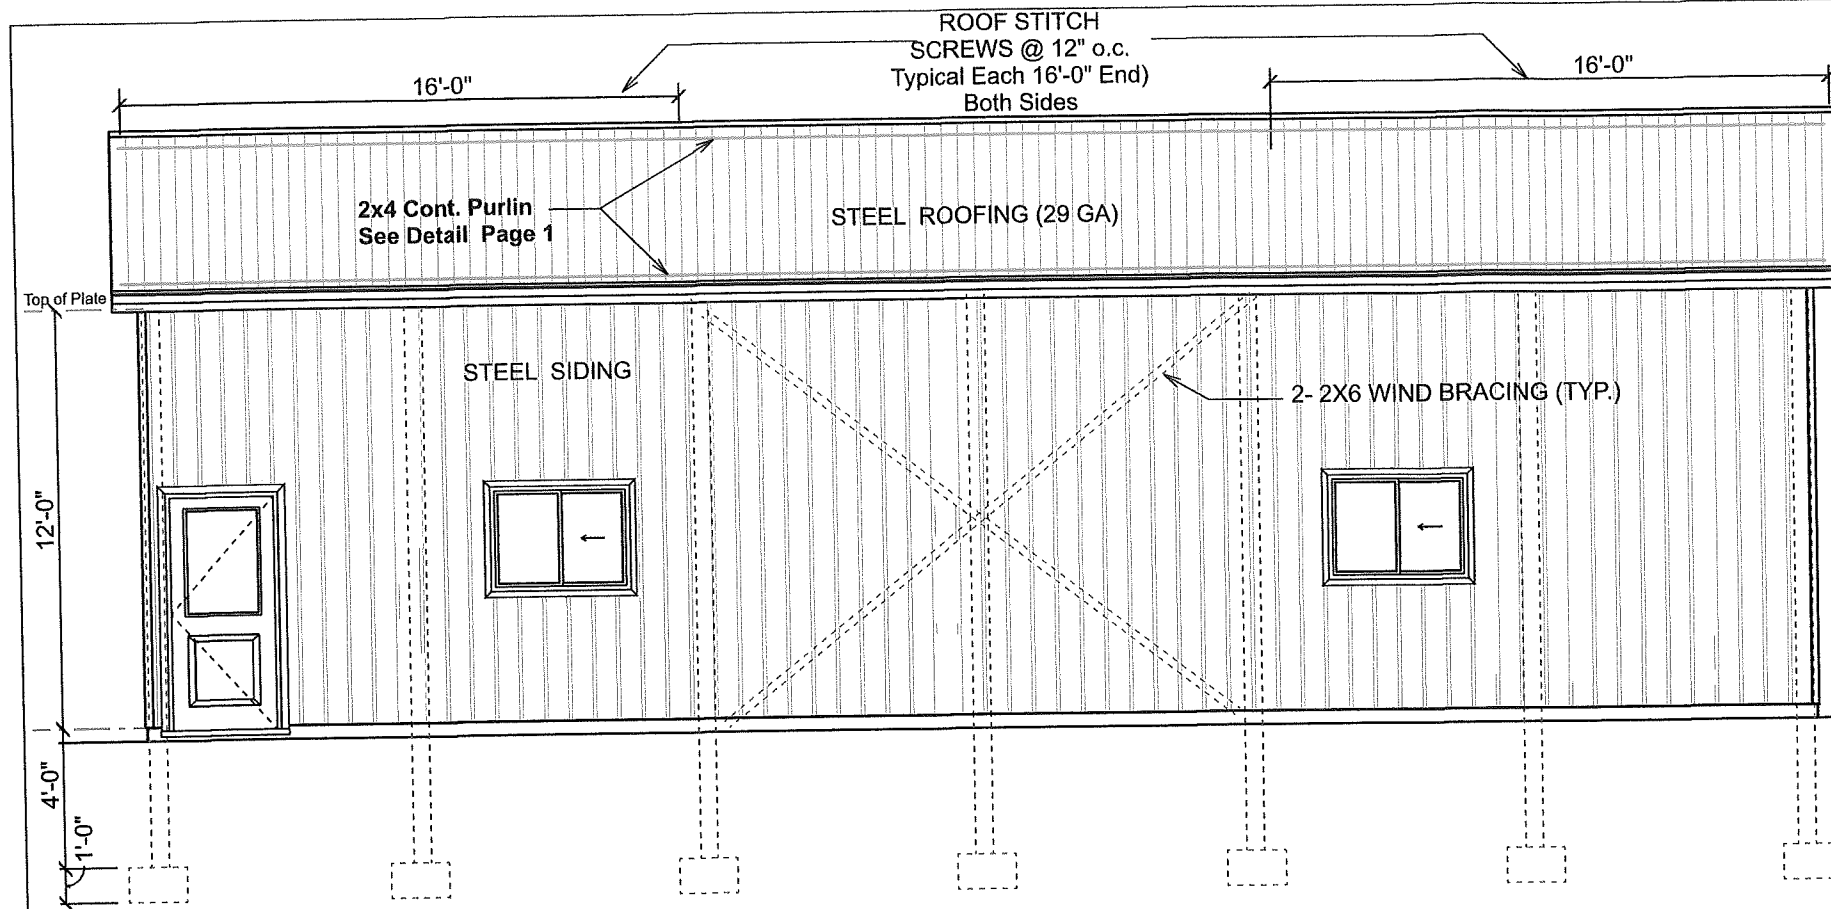 ROOF STITCH
SCREWS @ 12" o.c.
Typical Each 16'-0" End)
Both Sides
16'-0"
16'-0"
2x4 Cont. Purlin
See Detail Page 1
STEEL ROOFING (29 GA)
Top of Plate
STEEL SIDING
2- 2X6 WIND BRACING (TYP.)
12'-0"
4'-0"
1'-0"